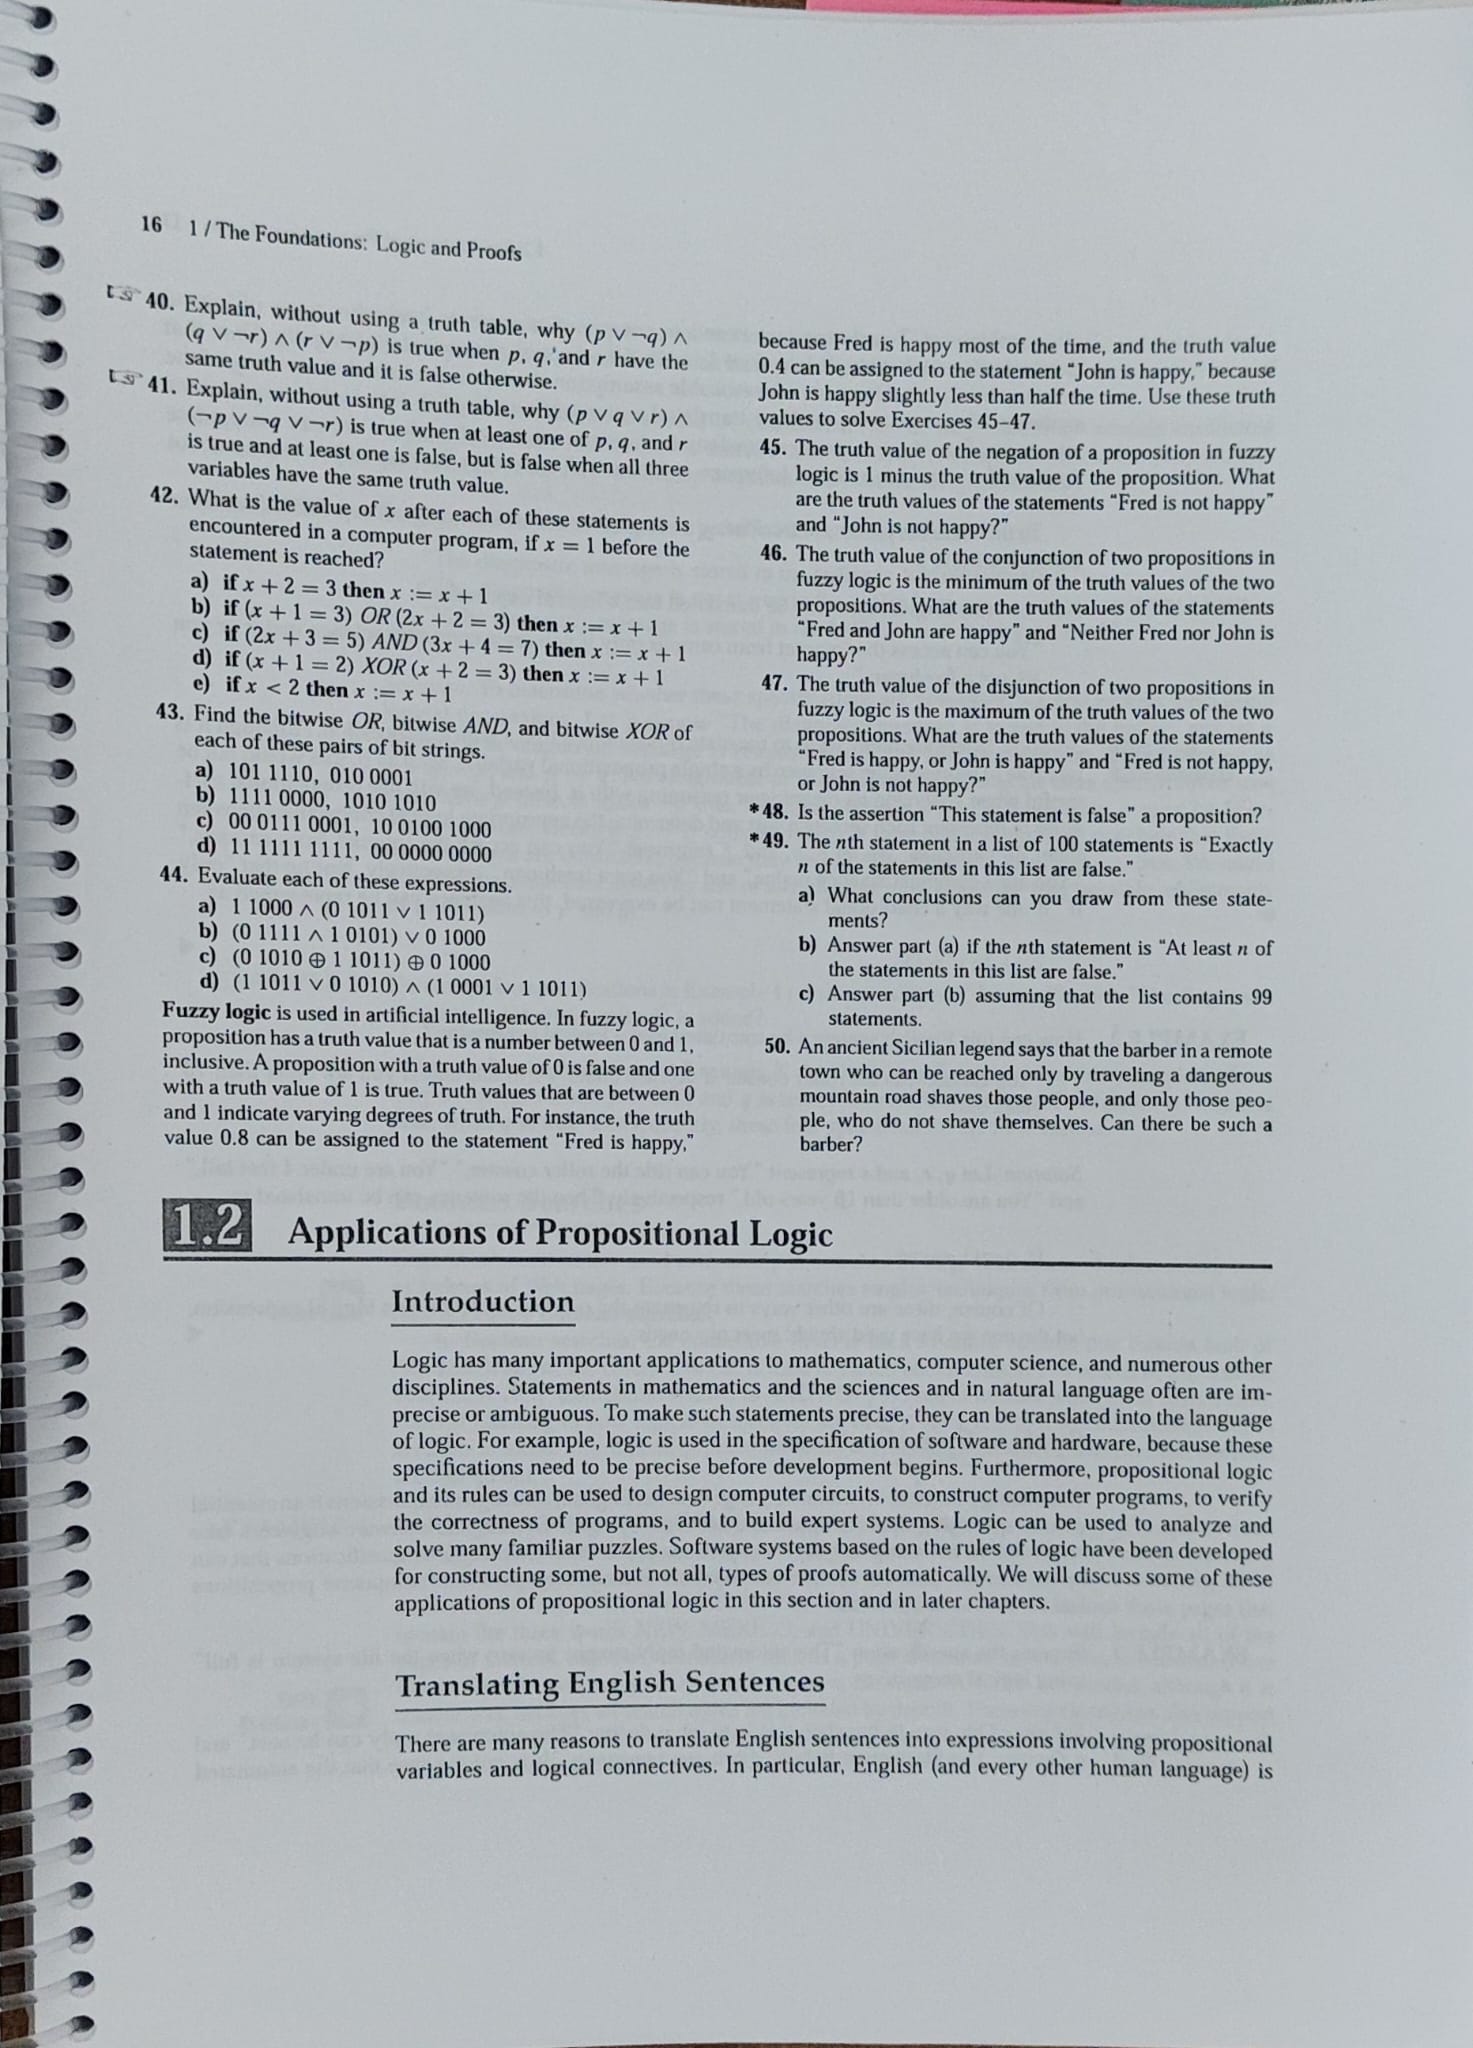 16 1 / The Foundations: Logic and Proofs
40. Explain, without using a truth table, why (p ∨ ¬q) ∧
(q ∨ ¬r) ∧ (r ∨ ¬p) is true when p, q, and r have the
same truth value and it is false otherwise.
41. Explain, without using a truth table, why (p ∨ q ∨ r) ∧
(¬p ∨ ¬q ∨ ¬r) is true when at least one of p, q, and r
is true and at least one is false, but is false when all three
variables have the same truth value.
42. What is the value of x after each of these statements is
encountered in a computer program, if x = 1 before the
statement is reached?
a) if x + 2 = 3 then x := x + 1
b) if (x + 1 = 3) OR (2x + 2 = 3) then x := x + 1
c) if (2x + 3 = 5) AND (3x + 4 = 7) then x := x + 1
d) if (x + 1 = 2) XOR (x + 2 = 3) then x := x + 1
e) if x < 2 then x := x + 1
43. Find the bitwise OR, bitwise AND, and bitwise XOR of
each of these pairs of bit strings.
a) 101 1110, 010 0001
b) 1111 0000, 1010 1010
c) 00 0111 0001, 10 0100 1000
d) 11 1111 1111, 00 0000 0000
44. Evaluate each of these expressions.
a) 1 1000 ∧ (0 1011 ∨ 1 1011)
b) (0 1111 ∧ 1 0101) ∨ 0 1000
c) (0 1010 ⊕ 1 1011) ⊕ 0 1000
d) (1 1011 ∨ 0 1010) ∧ (1 0001 ∨ 1 1011)
Fuzzy logic is used in artificial intelligence. In fuzzy logic, a
proposition has a truth value that is a number between 0 and 1,
inclusive. A proposition with a truth value of 0 is false and one
with a truth value of 1 is true. Truth values that are between 0
and 1 indicate varying degrees of truth. For instance, the truth
value 0.8 can be assigned to the statement "Fred is happy,"
because Fred is happy most of the time, and the truth value
0.4 can be assigned to the statement "John is happy," because
John is happy slightly less than half the time. Use these truth
values to solve Exercises 45–47.
45. The truth value of the negation of a proposition in fuzzy
logic is 1 minus the truth value of the proposition. What
are the truth values of the statements "Fred is not happy"
and "John is not happy?"
46. The truth value of the conjunction of two propositions in
fuzzy logic is the minimum of the truth values of the two
propositions. What are the truth values of the statements
"Fred and John are happy" and "Neither Fred nor John is
happy?"
47. The truth value of the disjunction of two propositions in
fuzzy logic is the maximum of the truth values of the two
propositions. What are the truth values of the statements
"Fred is happy, or John is happy" and "Fred is not happy,
or John is not happy?"
*48. Is the assertion "This statement is false" a proposition?
*49. The nth statement in a list of 100 statements is "Exactly
n of the statements in this list are false."
a) What conclusions can you draw from these state-
ments?
b) Answer part (a) if the nth statement is "At least n of
the statements in this list are false."
c) Answer part (b) assuming that the list contains 99
statements.
50. An ancient Sicilian legend says that the barber in a remote
town who can be reached only by traveling a dangerous
mountain road shaves those people, and only those peo-
ple, who do not shave themselves. Can there be such a
barber?
1.2 Applications of Propositional Logic
Introduction
Logic has many important applications to mathematics, computer science, and numerous other
disciplines. Statements in mathematics and the sciences and in natural language often are im-
precise or ambiguous. To make such statements precise, they can be translated into the language
of logic. For example, logic is used in the specification of software and hardware, because these
specifications need to be precise before development begins. Furthermore, propositional logic
and its rules can be used to design computer circuits, to construct computer programs, to verify
the correctness of programs, and to build expert systems. Logic can be used to analyze and
solve many familiar puzzles. Software systems based on the rules of logic have been developed
for constructing some, but not all, types of proofs automatically. We will discuss some of these
applications of propositional logic in this section and in later chapters.
Translating English Sentences
There are many reasons to translate English sentences into expressions involving propositional
variables and logical connectives. In particular, English (and every other human language) is